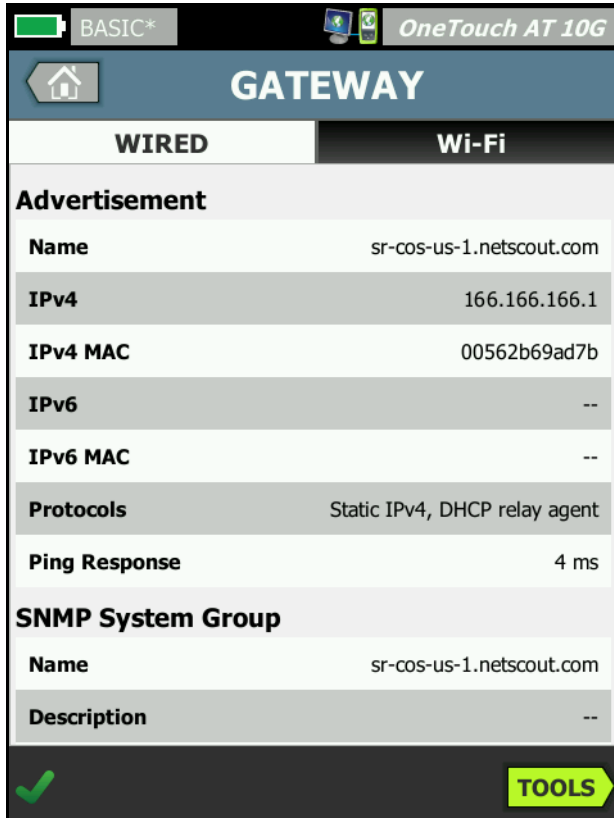 BASIC*
OneTouch AT 10G
GATEWAY
WIRED Wi-Fi
Advertisement
Name sr-cos-us-1.netscout.com
IPv4 166.166.166.1
IPv4 MAC 00562b69ad7b
IPv6 --
IPv6 MAC --
Protocols Static IPv4, DHCP relay agent
Ping Response 4 ms
SNMP System Group
Name sr-cos-us-1.netscout.com
Description --
TOOLS